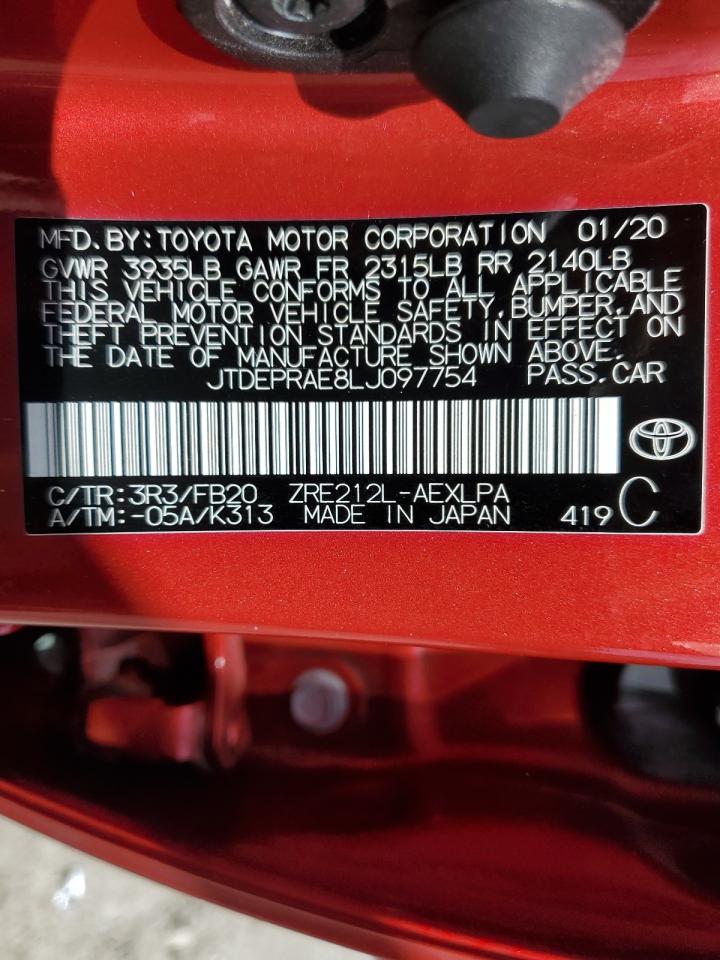 MFD.BY:TOYOTA MOTOR CORPORATION 01/20
GVWR 3935LB GAWR FR 2315LB RR 2140LB
THIS VEHICLE CONFORMS TO ALL APPLICABLE
FEDERAL MOTOR VEHICLE SAFETY,BUMPER,AND
THEFT PREVENTION STANDARDS IN EFFECT ON
THE DATE OF MANUFACTURE SHOWN ABOVE.
JTDEPRAE8LJ097754 PASS.CAR
C/TR:3R3/FB20 ZRE212L-AEXLPA
A/TM:-05A/K313 MADE IN JAPAN 419 C